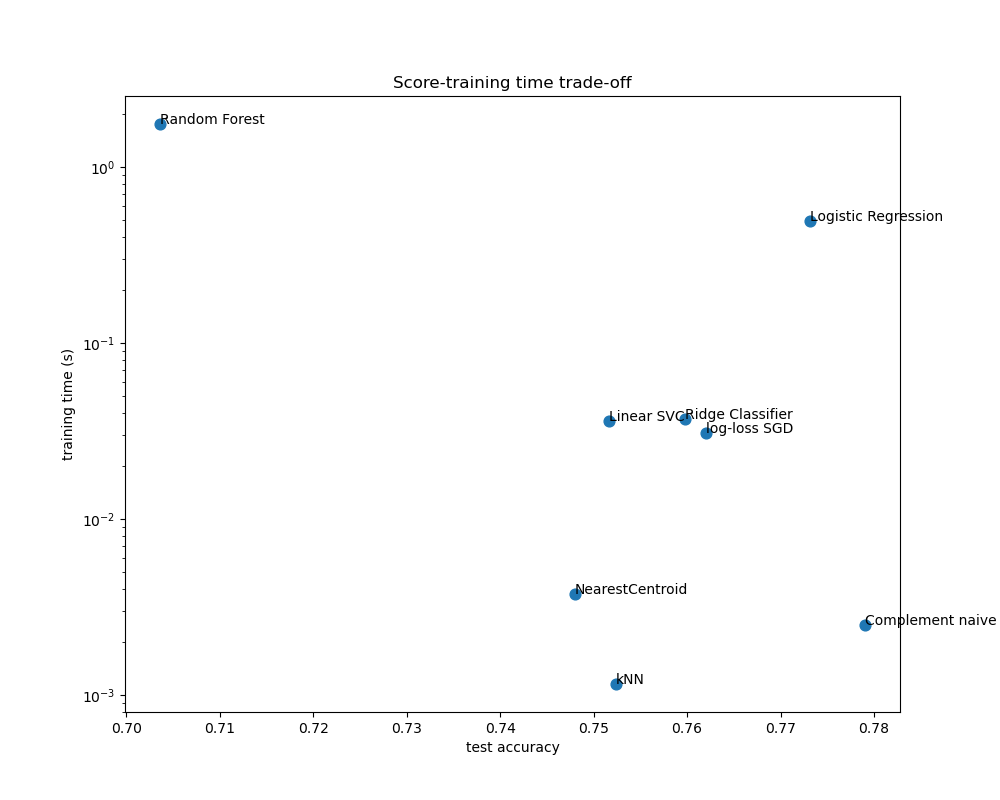 Score-training time trade-off
Random Forest
10⁰
Logistic Regression
10⁻¹
training time (s)
Linear SVC
Ridge Classifier
log-loss SGD
10⁻²
NearestCentroid
Complement naive
kNN
10⁻³
0.70 0.71 0.72 0.73 0.74 0.75 0.76 0.77 0.78
test accuracy